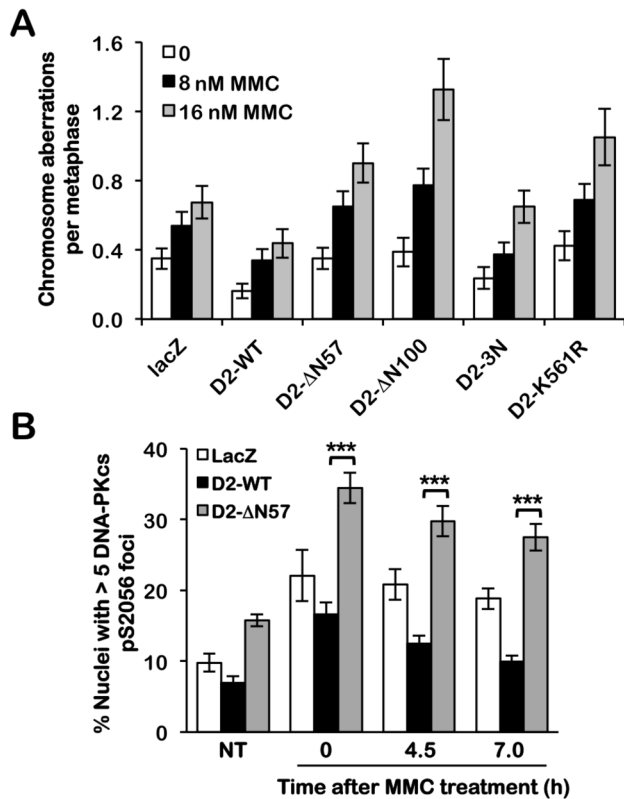 A
Chromosome aberrations
per metaphase
1.6
1.2
0.8
0.4
0.0
0
8 nM MMC
16 nM MMC
lacZ
D2-WT
D2-ΔN57
D2-ΔN100
D2-3N
D2-K561R
B
% Nuclei with > 5 DNA-PKcs
pS2056 foci
40
30
20
10
0
LacZ
D2-WT
D2-ΔN57
***
***
***
NT
0
4.5
7.0
Time after MMC treatment (h)